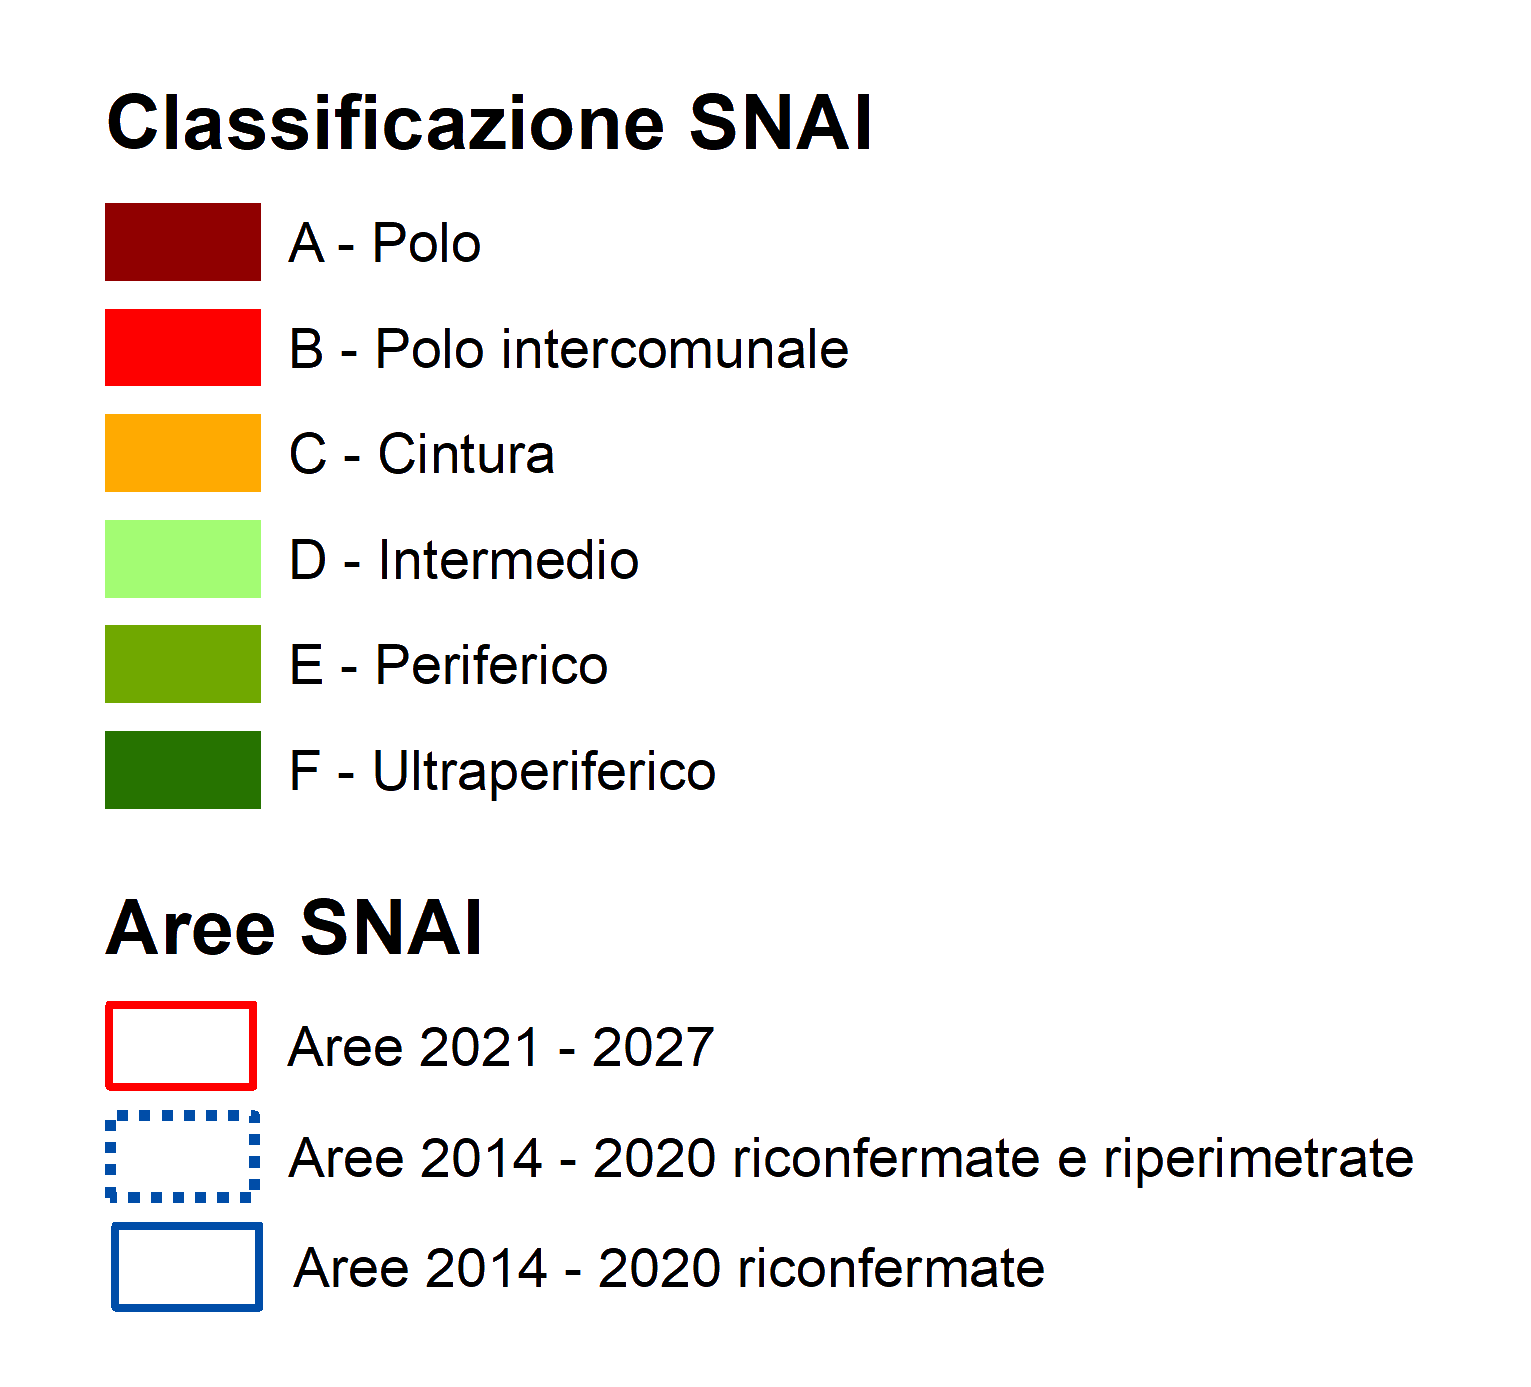 Classificazione SNAI
A - Polo
B - Polo intercomunale
C - Cintura
D - Intermedio
E - Periferico
F - Ultraperiferico
Aree SNAI
Aree 2021 - 2027
Aree 2014 - 2020 riconfermate e riperimetrate
Aree 2014 - 2020 riconfermate